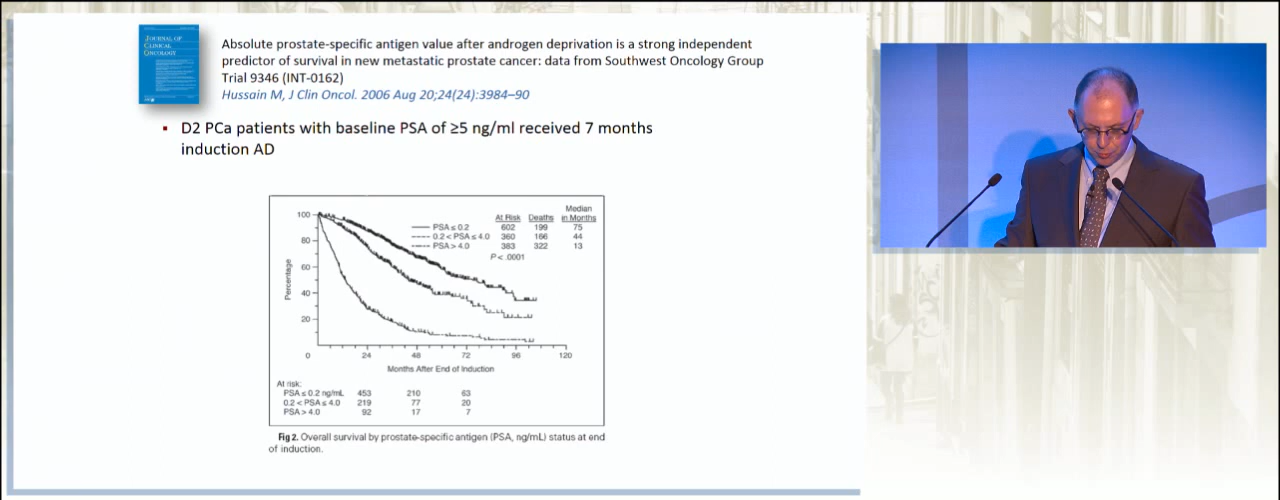 JOURNAL OF
CLINICAL
ONCOLOGY
Absolute prostate-specific antigen value after androgen deprivation is a strong independent
predictor of survival in new metastatic prostate cancer: data from Southwest Oncology Group
Trial 9346 (INT-0162)
Hussain M, J Clin Oncol. 2006 Aug 20;24(24):3984–90
▪ D2 PCa patients with baseline PSA of ≥5 ng/ml received 7 months
induction AD
Median
At Risk Deaths in Months
PSA ≤ 0.2 602 199 75
0.2 < PSA ≤ 4.0 360 166 44
PSA > 4.0 383 322 13
P < .0001
100
80
60
40
20
Percentage
0 24 48 72 96 120
Months After End of Induction
At risk:
PSA ≤ 0.2 ng/mL 453 210 63
0.2 < PSA ≤ 4.0 219 77 20
PSA > 4.0 92 17 7
Fig 2. Overall survival by prostate-specific antigen (PSA, ng/mL) status at end
of induction.